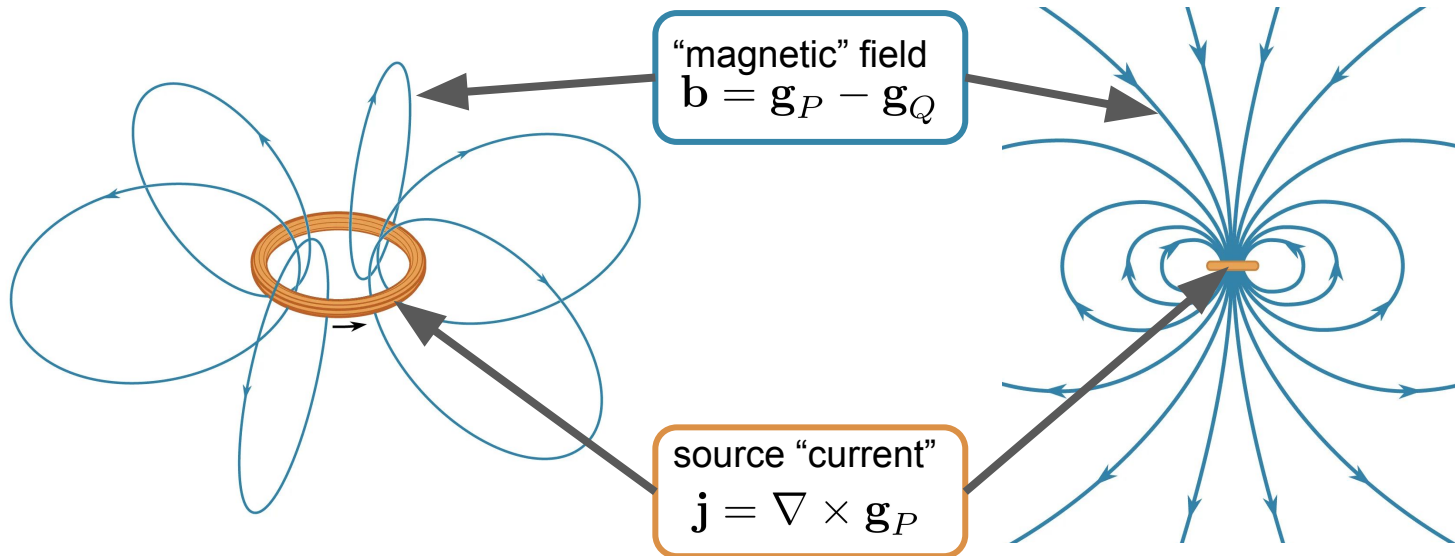 “magnetic” field
𝐛 = 𝐠_P − 𝐠_Q
source “current”
𝐣 = ∇ × 𝐠_P